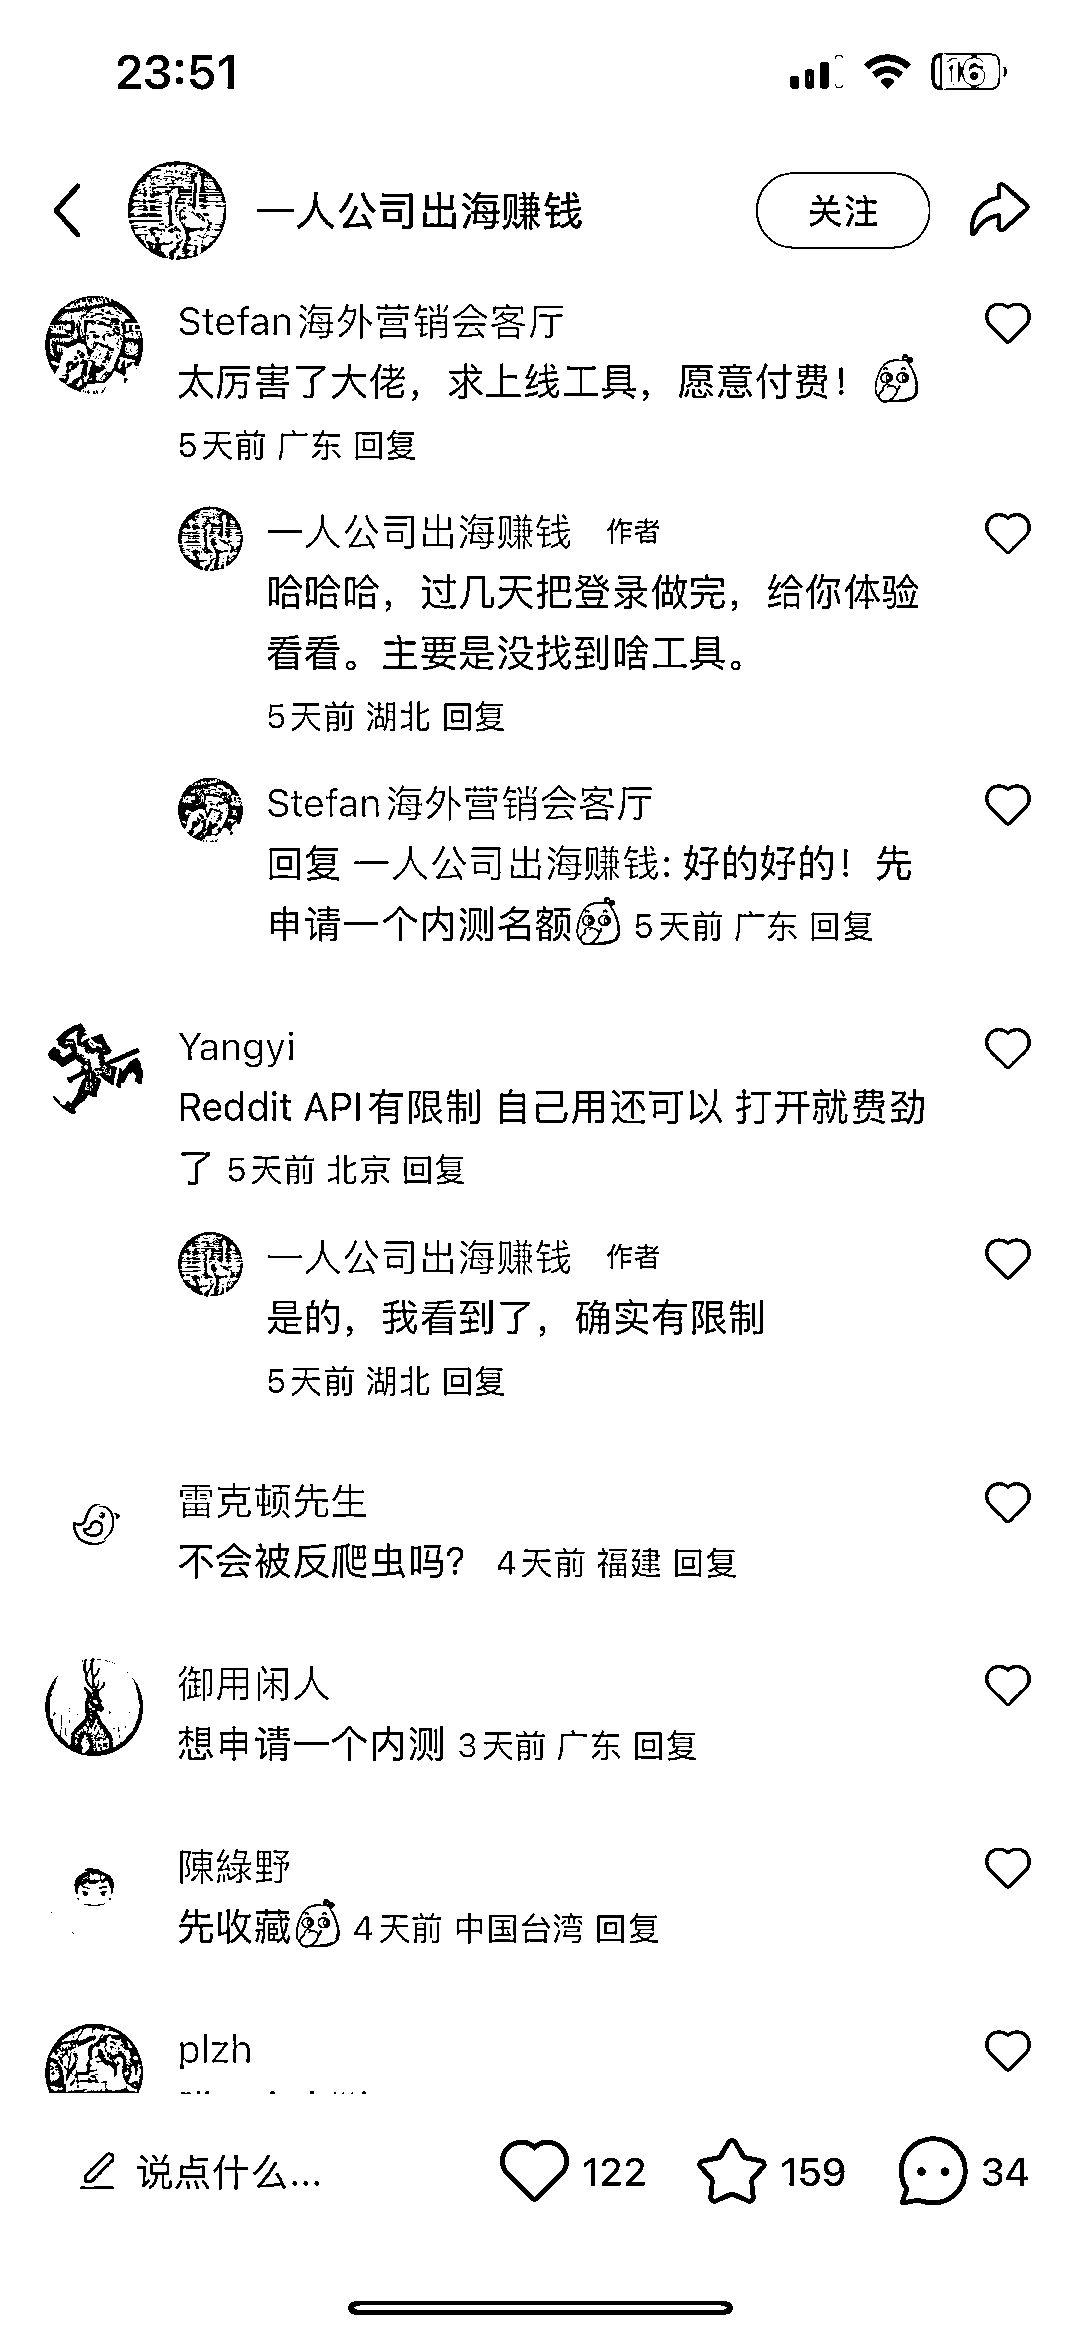 23:51
16
一人公司出海赚钱
关注
Stefan海外营销会客厅
太厉害了大佬，求上线工具，愿意付费！
5天前 广东 回复
一人公司出海赚钱 作者
哈哈哈，过几天把登录做完，给你体验
看看。主要是没找到啥工具。
5天前 湖北 回复
Stefan海外营销会客厅
回复 一人公司出海赚钱: 好的好的！先
申请一个内测名额 5天前 广东 回复
Yangyi
Reddit API有限制 自己用还可以 打开就费劲
了 5天前 北京 回复
一人公司出海赚钱 作者
是的，我看到了，确实有限制
5天前 湖北 回复
雷克顿先生
不会被反爬虫吗？ 4天前 福建 回复
御用闲人
想申请一个内测 3天前 广东 回复
陳綠野
先收藏 4天前 中国台湾 回复
plzh
说点什么...
122
159
34